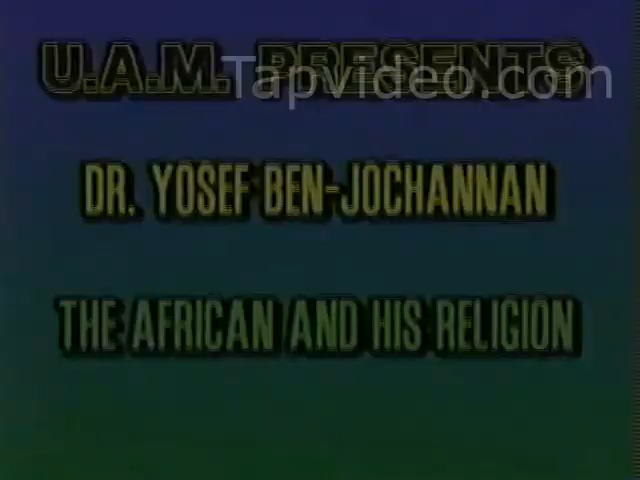 U.A.M. PRESENTS
Tapvideo.com
DR. YOSEF BEN-JOCHANNAN
THE AFRICAN AND HIS RELIGION